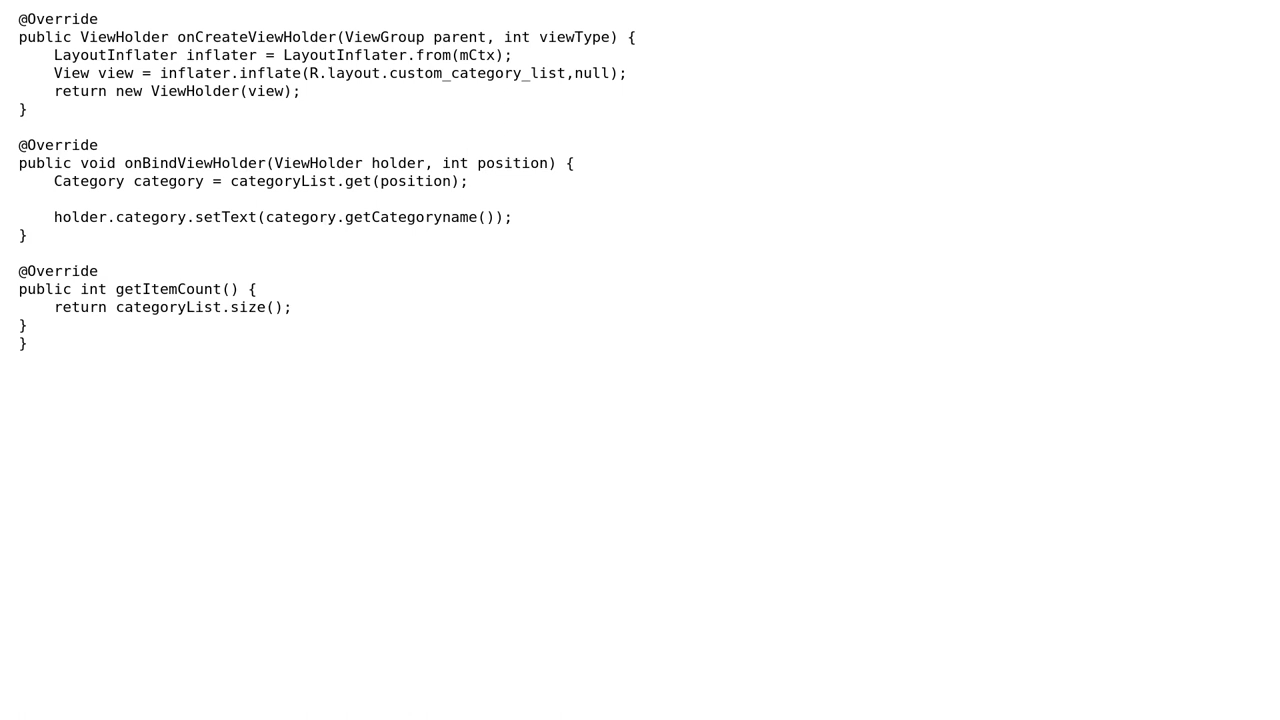 @Override
public ViewHolder onCreateViewHolder(ViewGroup parent, int viewType) {
    LayoutInflater inflater = LayoutInflater.from(mCtx);
    View view = inflater.inflate(R.layout.custom_category_list,null);
    return new ViewHolder(view);
}

@Override
public void onBindViewHolder(ViewHolder holder, int position) {
    Category category = categoryList.get(position);

    holder.category.setText(category.getCategoryname());
}

@Override
public int getItemCount() {
    return categoryList.size();
}
}